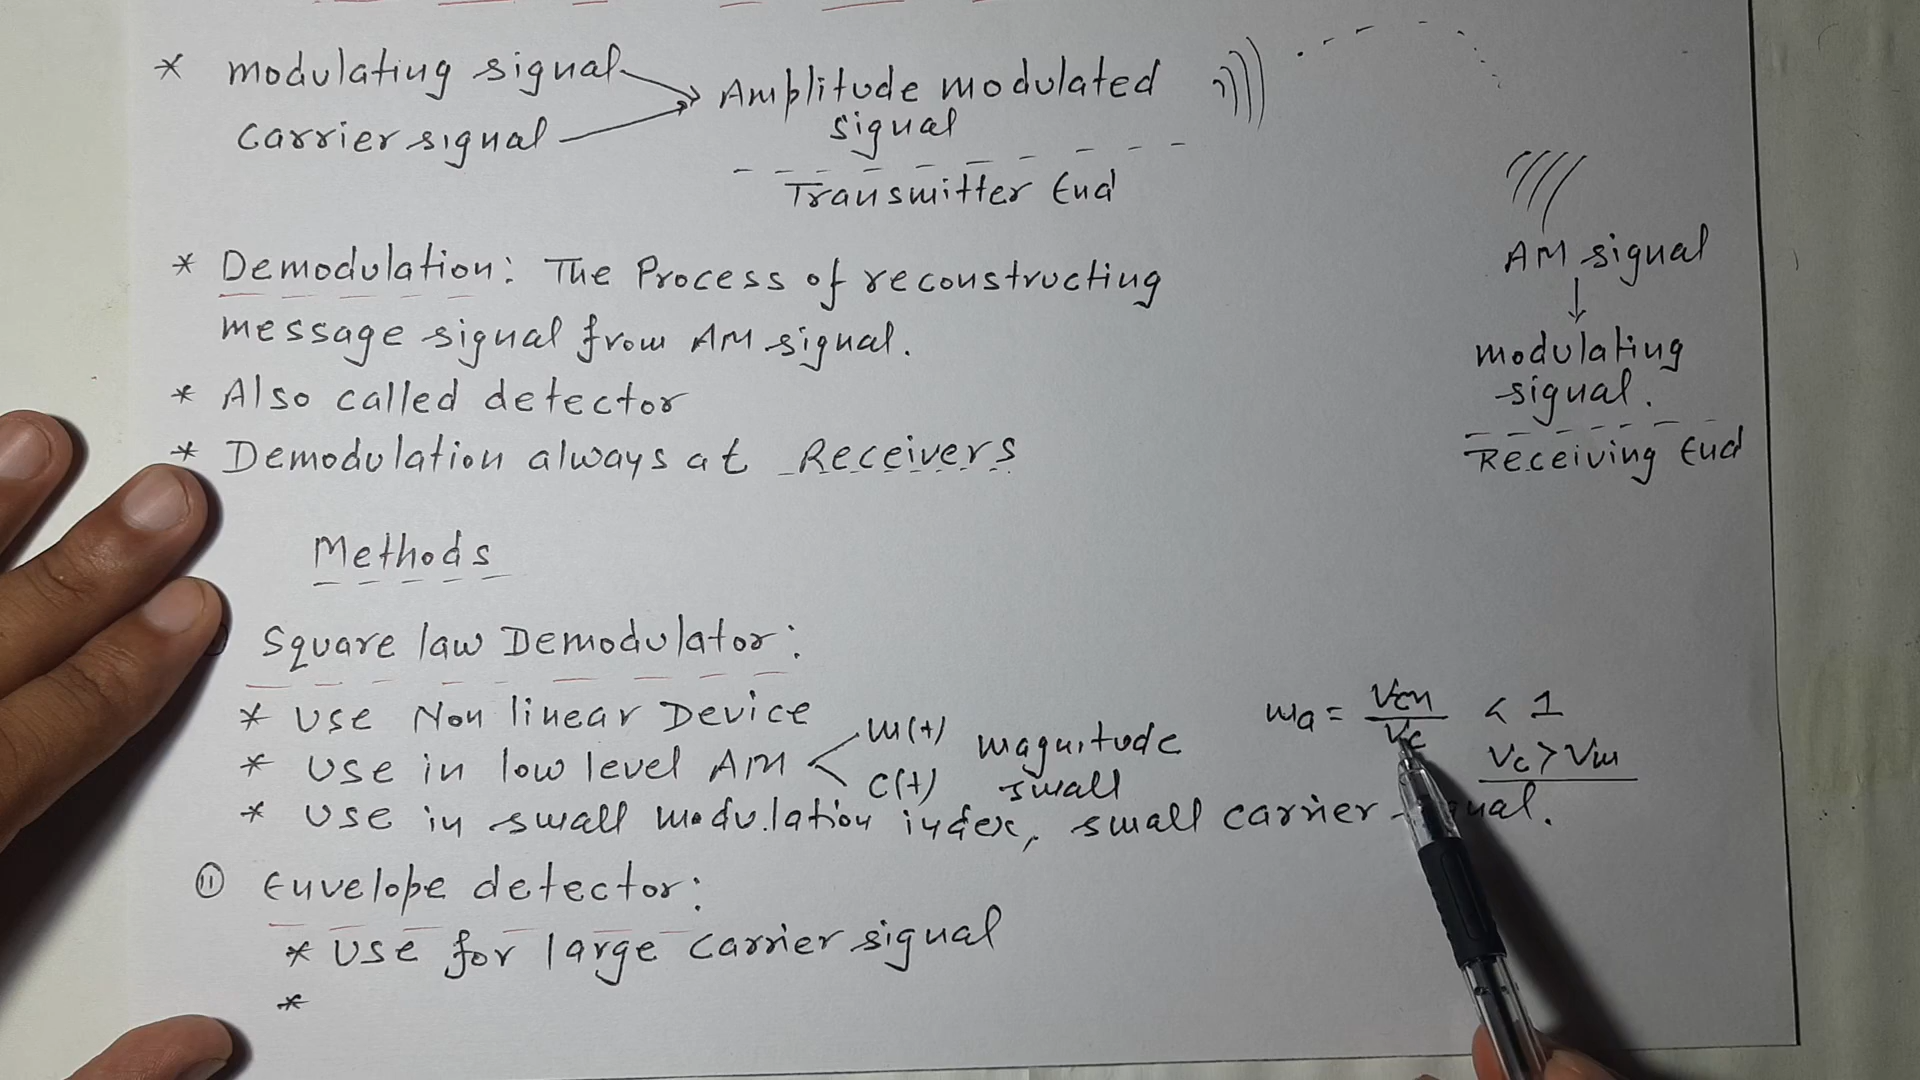 * modulating signal
carrier signal
Amplitude modulated
signal
Transmitter End
AM signal
modulating
signal.
Receiving End
* Demodulation: The Process of reconstructing
message signal from AM signal.
* Also called detector
* Demodulation always at Receivers
Methods
Square law Demodulator:
* Use Non linear Device
* Use in low level AM m(t) magnitude
c(t) small
ma = Vm/Vc < 1
Vc > Vm
* Use in small modulation index, small carrier signal.
(ii) Envelope detector:
* Use for large carrier signal
*